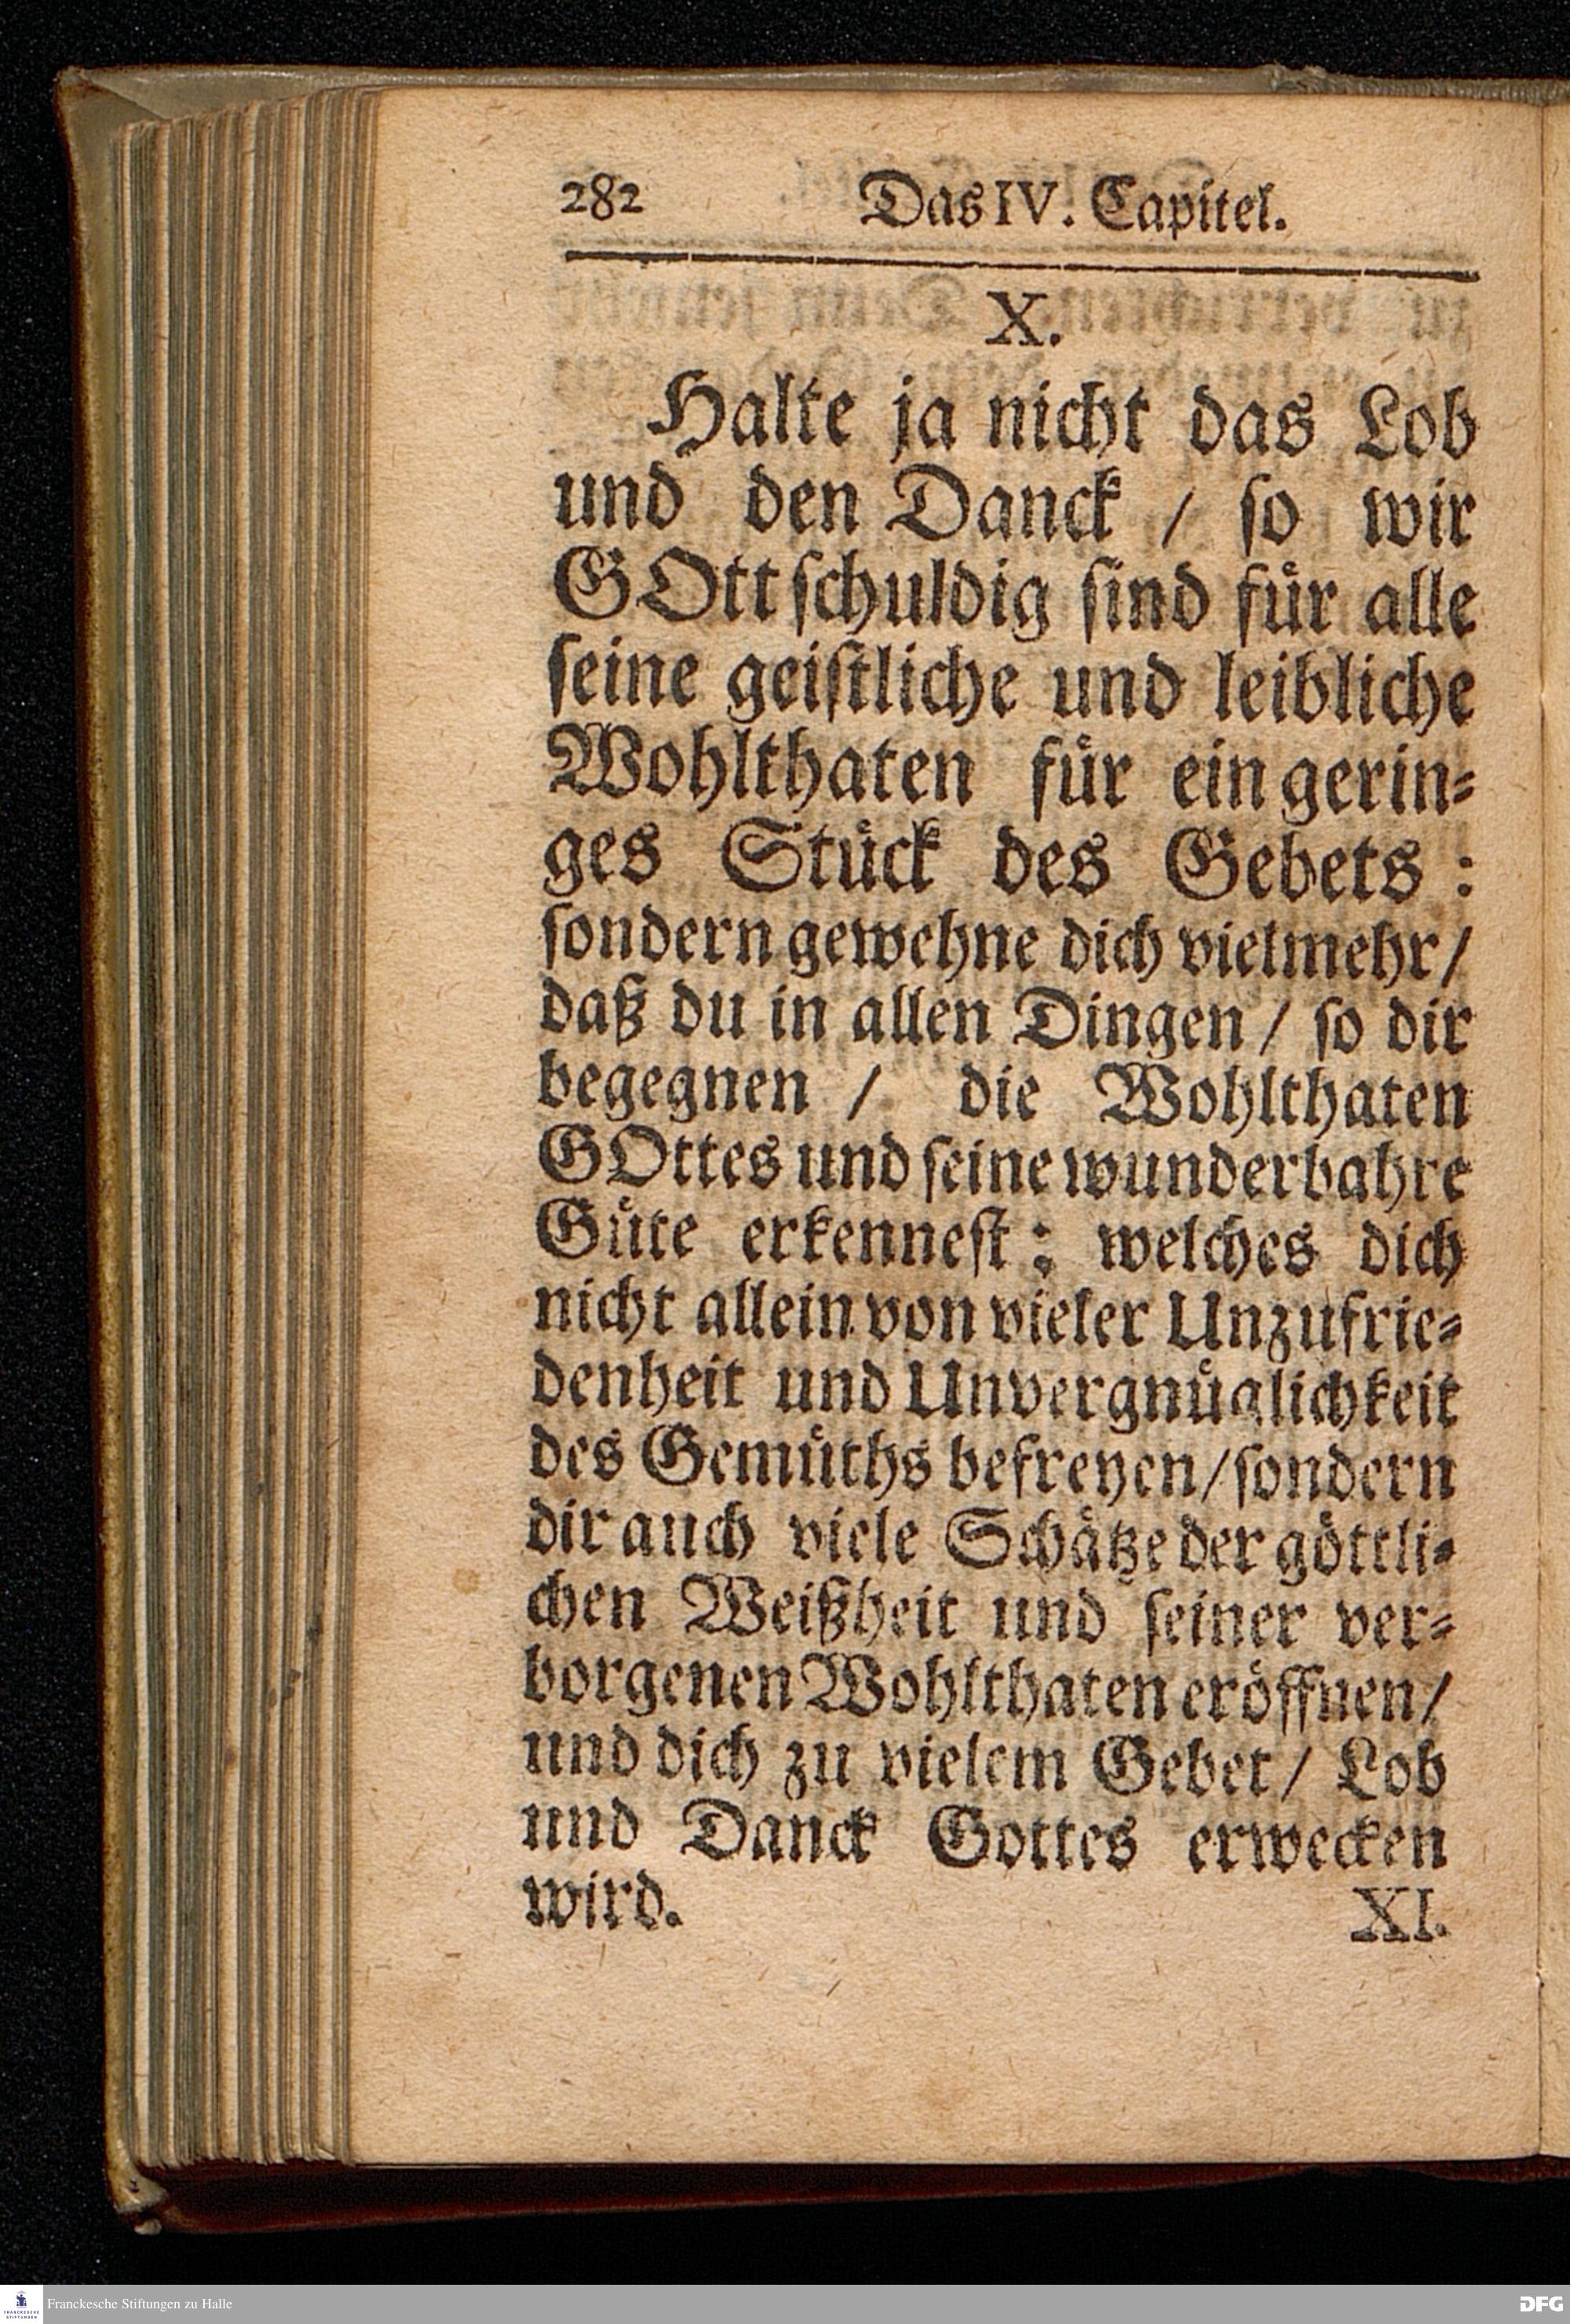 282 Das IV. Capitel.
X.
Halte ja nicht das Lob
und den Danck / so wir
GOtt schuldig sind für alle
seine geistliche und leibliche
Wohlthaten für ein gerin=
ges Stück des Gebets :
sondern gewehne dich vielmehr /
daß du in allen Dingen / so dir
begegnen / die Wohlthaten
GOttes und seine wunderbahre
Güte erkennest : welches dich
nicht allein von vieler Unzufrie=
denheit und Unvergnüglichkeit
des Gemüths befreyen / sondern
dir auch viele Schätze der göttli=
chen Weißheit und seiner ver=
borgenen Wohlthaten eröffnen /
und dich zu vielem Gebet / Lob
und Danck Gottes erwecken
wird.
XI.
FRANCKESCHE STIFTUNGEN
Franckesche Stiftungen zu Halle
DFG